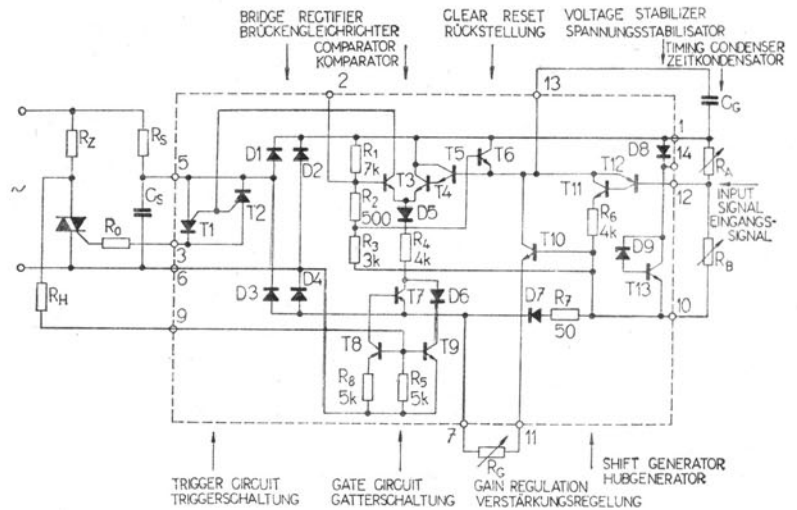 BRIDGE RECTIFIER
BRÜCKENGLEICHRICHTER
COMPARATOR
KOMPARATOR
CLEAR RESET
RÜCKSTELLUNG
VOLTAGE STABILIZER
SPANNUNGSSTABILISATOR
TIMING CONDENSER
ZEITKONDENSATOR
2
13
CG
RZ
RS
5
D1
D2
R1
7k
T3
T4
T5
T6
D8
1
14
RA
CS
T1
T2
R2
500
D5
T11
T12
12
INPUT
SIGNAL
EINGANGS-
SIGNAL
~
R0
3
R3
3k
R4
4k
T10
R6
4k
D9
T13
RB
6
RH
D3
D4
T7
D6
D7
R7
50
10
9
T8
T9
R8
5k
R5
5k
7
11
RG
TRIGGER CIRCUIT
TRIGGERSCHALTUNG
GATE CIRCUIT
GATTERSCHALTUNG
GAIN REGULATION
VERSTÄRKUNGSREGELUNG
SHIFT GENERATOR
HUBGENERATOR